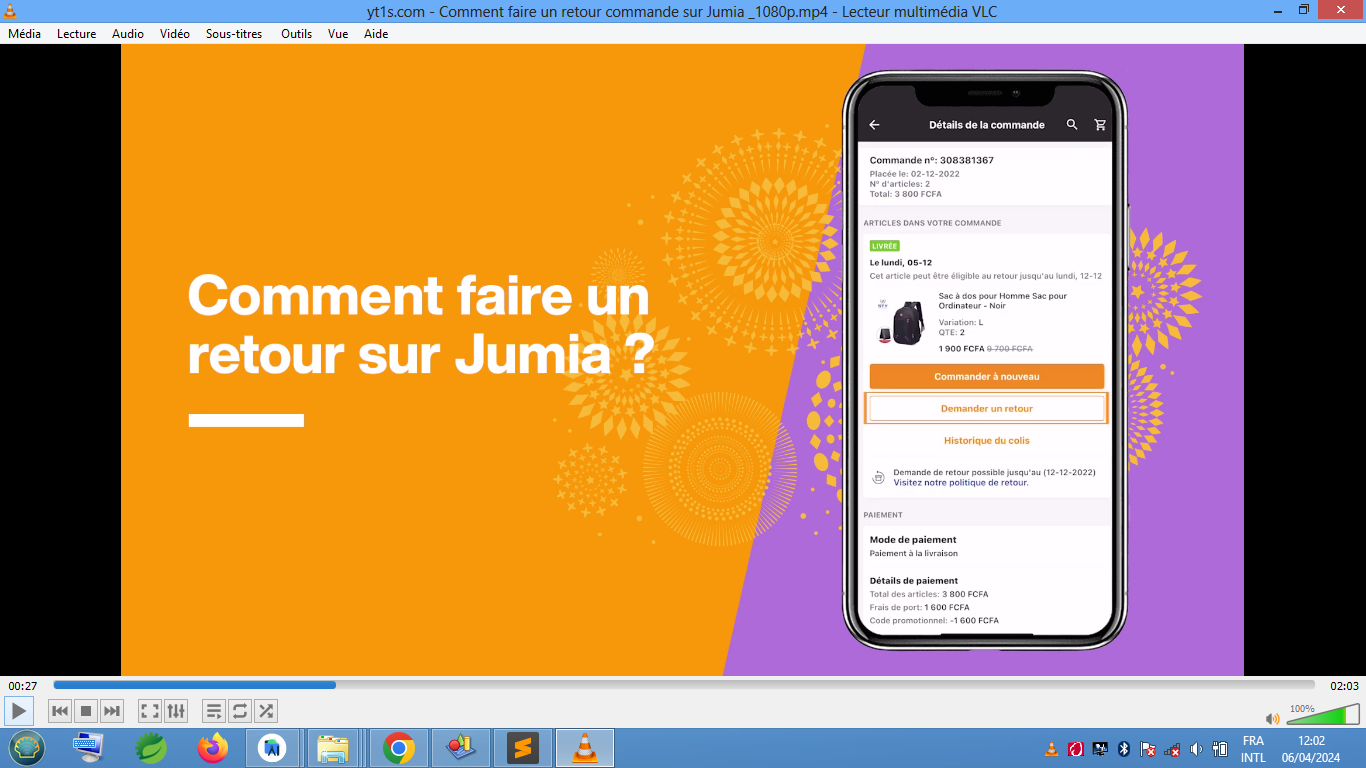 yt1s.com - Comment faire un retour commande sur Jumia _1080p.mp4 - Lecteur multimédia VLC
Média Lecture Audio Vidéo Sous-titres Outils Vue Aide
Comment faire un
retour sur Jumia ?
Détails de la commande
Commande n°: 308381367
Placée le: 02-12-2022
N° d'articles: 2
Total: 3 800 FCFA
ARTICLES DANS VOTRE COMMANDE
LIVRÉE
Le lundi, 05-12
Cet article peut être éligible au retour jusqu'au lundi, 12-12
Sac à dos pour Homme Sac pour
Ordinateur - Noir
Variation: L
QTE: 2
1 900 FCFA 9 700 FCFA
Commander à nouveau
Demander un retour
Historique du colis
Demande de retour possible jusqu'au (12-12-2022)
Visitez notre politique de retour.
PAIEMENT
Mode de paiement
Paiement à la livraison
Détails de paiement
Total des articles: 3 800 FCFA
Frais de port: 1 600 FCFA
Code promotionnel: -1 600 FCFA
00:27
02:03
100%
FRA
INTL
12:02
06/04/2024